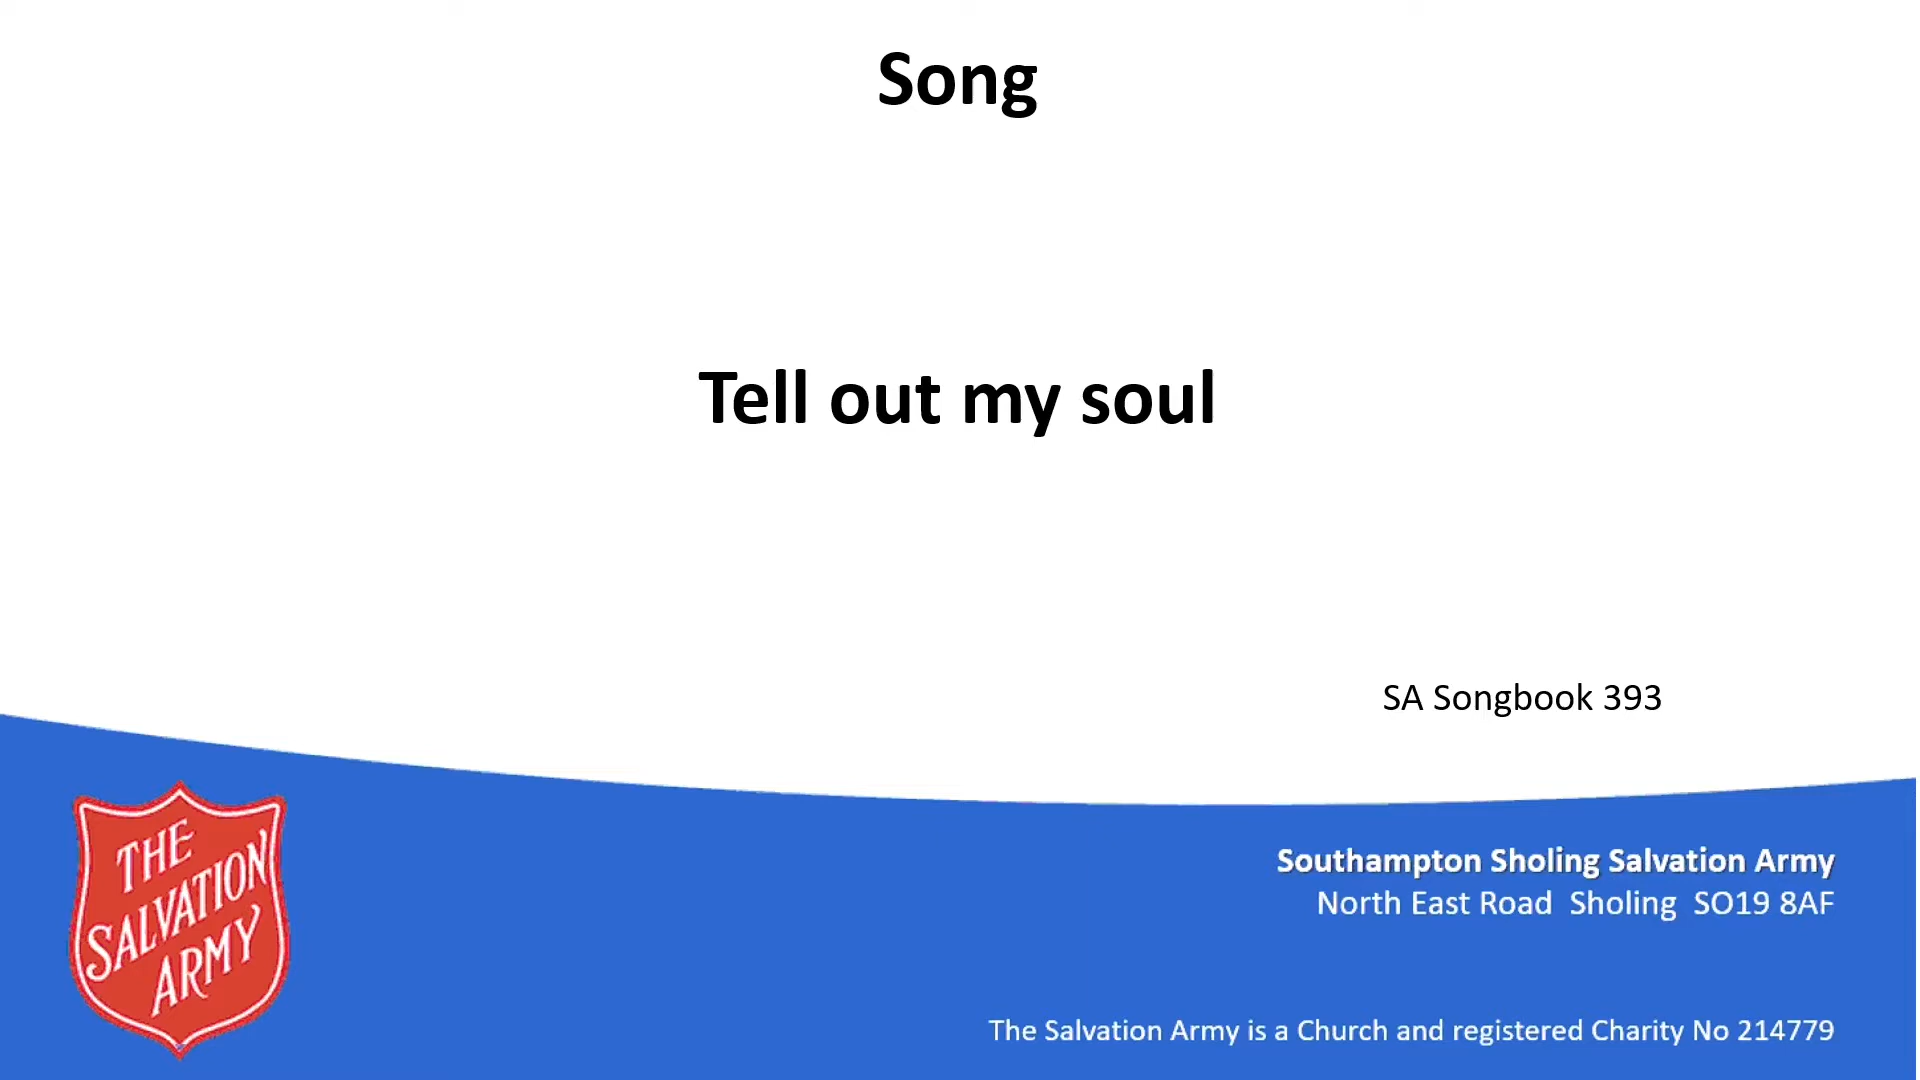 Song
Tell out my soul
SA Songbook 393
THE
SALVATION
ARMY
Southampton Sholing Salvation Army
North East Road  Sholing  SO19 8AF
The Salvation Army is a Church and registered Charity No 214779